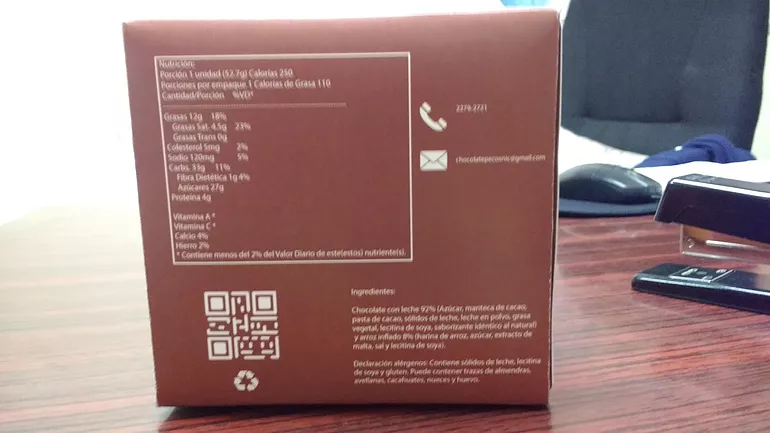 Nutrición:
Porción 1 unidad (52.7g) Calorías 250
Porciones por empaque 1 Calorías de Grasa 110
Cantidad/Porción %VD*
Grasas 12g 18%
Grasas Sat. 4.5g 23%
Grasas Trans 0g
Colesterol 5mg 2%
Sodio 120mg 5%
Carbo. 33g 11%
Fibra Dietética 1g 4%
Azúcares 27g
Proteína 4g
Vitamina A *
Vitamina C *
Calcio 4%
Hierro 2%
* Contiene menos del 2% del Valor Diario de este(estos) nutriente(s).
2278-2721
chocolatepecosnic@gmail.com
Ingredientes:
Chocolate con leche 92% (Azúcar, manteca de cacao,
pasta de cacao, sólidos de leche, leche en polvo, grasa
vegetal, lecitina de soya, saborizante idéntico al natural)
y arroz inflado 8% (harina de arroz, azúcar, extracto de
malta, sal y lecitina de soya).
Declaración alérgenos: Contiene sólidos de leche, lecitina
de soya y gluten. Puede contener trazas de almendras,
avellanas, cacahuates, nueces y huevo.